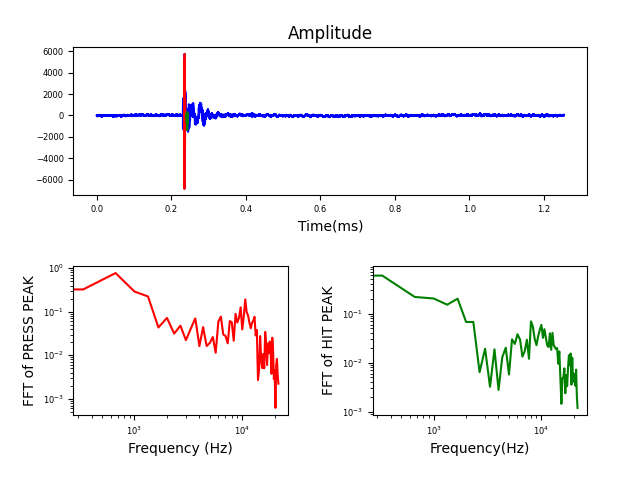 Amplitude
6000
4000
2000
0
−2000
−4000
−6000
0.0 0.2 0.4 0.6 0.8 1.0 1.2
Time(ms)
FFT of PRESS PEAK
10⁰
10⁻¹
10⁻²
10⁻³
10³ 10⁴
Frequency (Hz)
FFT of HIT PEAK
10⁻¹
10⁻²
10⁻³
10³ 10⁴
Frequency(Hz)